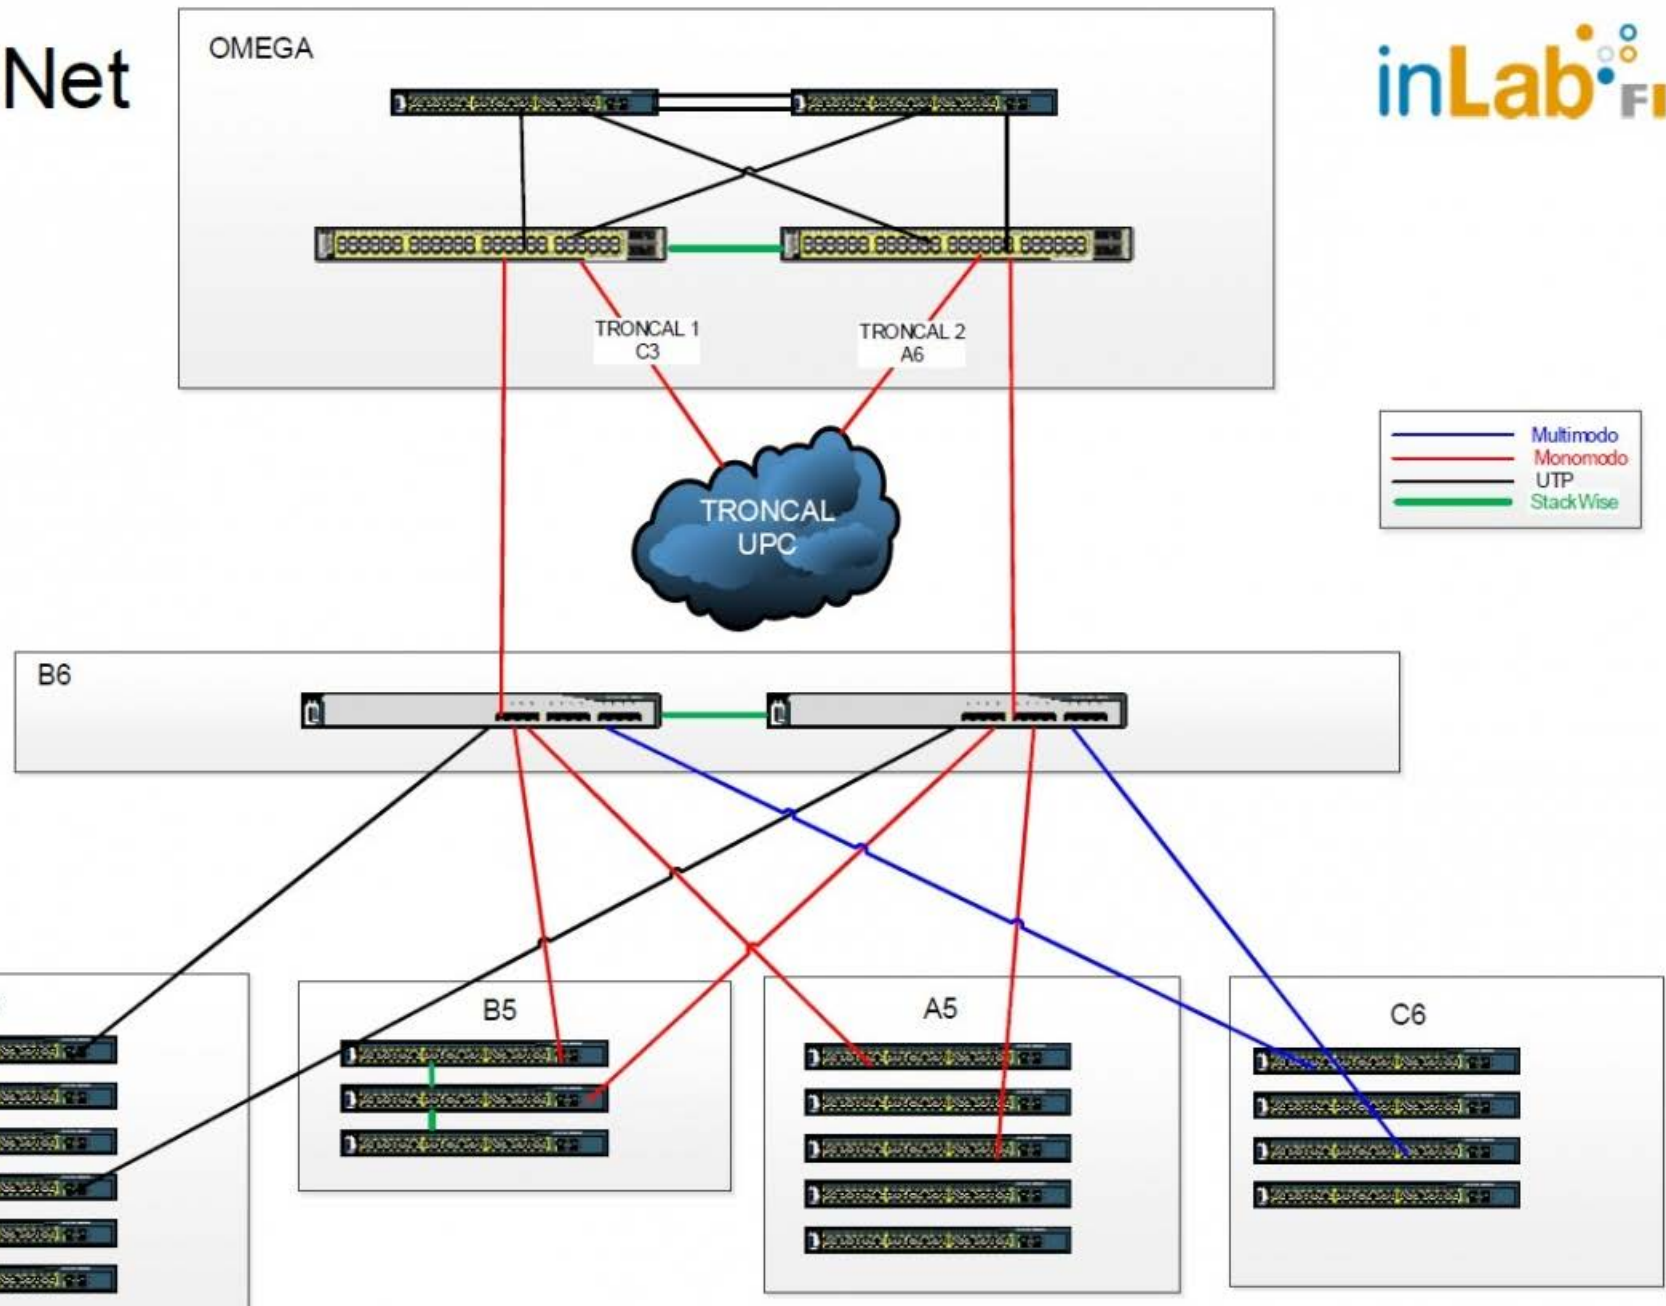 Net
OMEGA
inLab
TRONCAL 1
C3
TRONCAL 2
A6
Multimodo
Monomodo
UTP
StackWise
TRONCAL
UPC
B6
B5
A5
C6